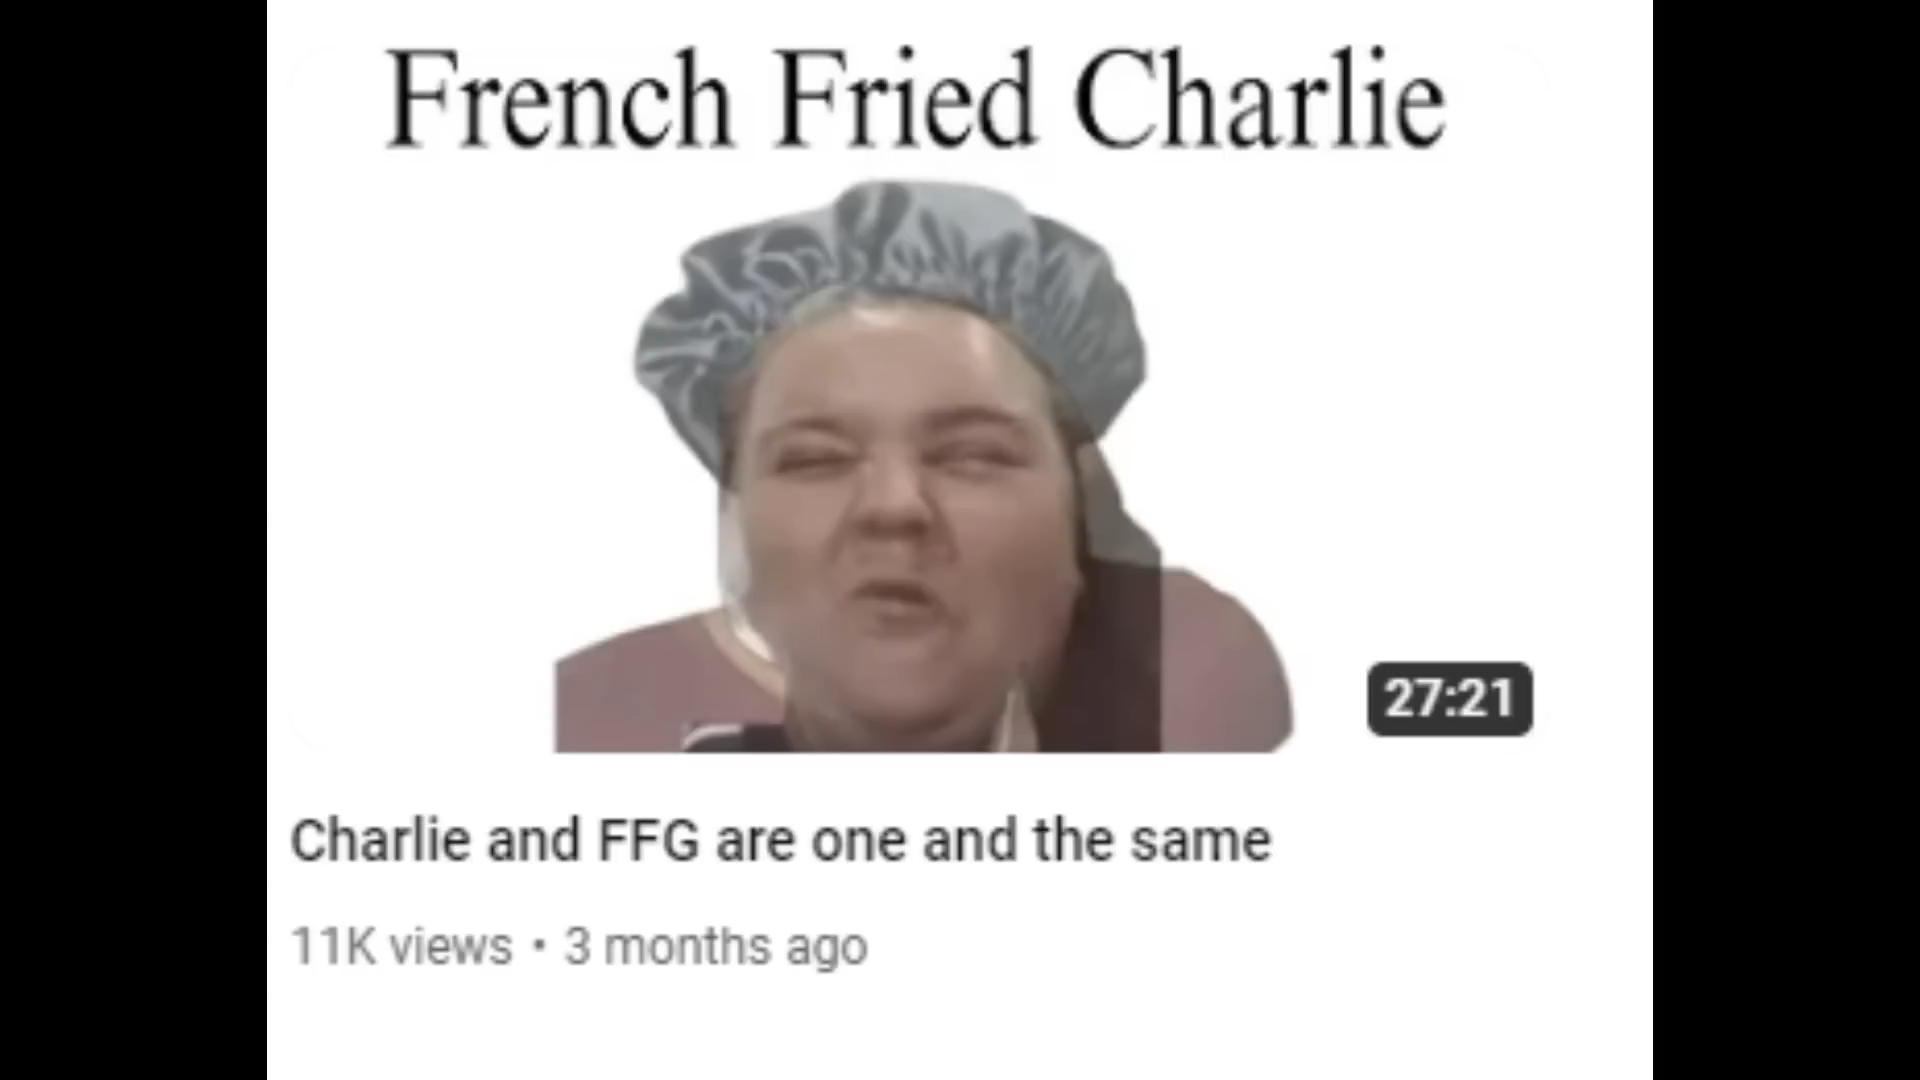 French Fried Charlie
27:21
Charlie and FFG are one and the same
11K views • 3 months ago